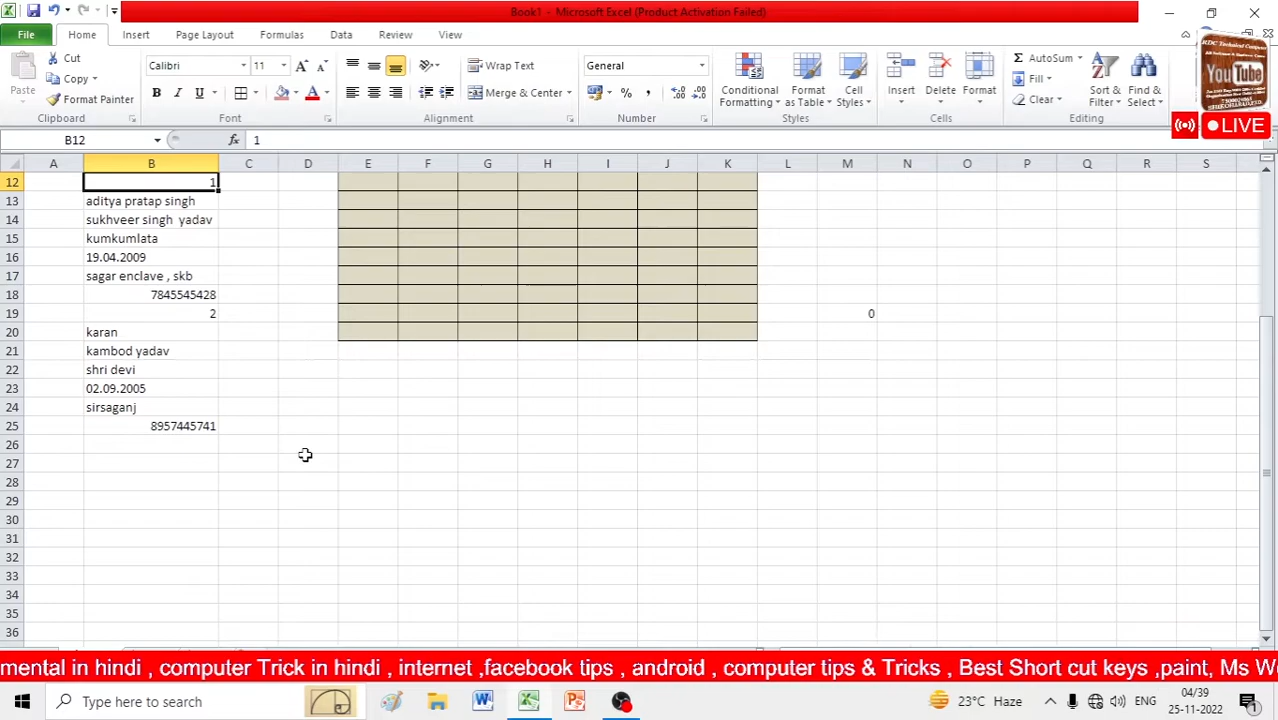 Book1 - Microsoft Excel (Product Activation Failed)
File Home Insert Page Layout Formulas Data Review View
Cut
Copy
Format Painter
Paste
Clipboard
Calibri 11
B I U
Font
Wrap Text
Merge & Center
Alignment
General
% ,
Number
Conditional Formatting
Format as Table
Cell Styles
Styles
Insert Delete Format
Cells
AutoSum
Fill
Clear
Sort & Filter
Find & Select
Editing
KDC Technical Computer
YouTube
LIVE
B12 fx 1
A B C D E F G H I J K L M N O P Q R S
12 1
13 aditya pratap singh
14 sukhveer singh yadav
15 kumkumlata
16 19.04.2009
17 sagar enclave , skb
18 7845545428
19 2 0
20 karan
21 kambod yadav
22 shri devi
23 02.09.2005
24 sirsaganj
25 8957445741
26
27
28
29
30
31
32
33
34
35
36
mental in hindi , computer Trick in hindi , internet ,facebook tips , android , computer tips & Tricks , Best Short cut keys ,paint, Ms W
Type here to search
23°C Haze
ENG
04/39
25-11-2022
1